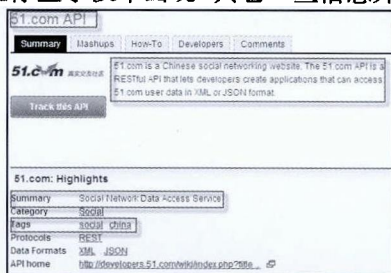 51.com API
Summary Mashups How-To Developers Comments
51.com
51.com is a Chinese social networking website. The 51.com API is a
RESTful API that lets developers create applications that can access
51.com user data in XML or JSON format.
Track this API
51.com: Highlights
Summary Social Network Data Access Service
Category Social
Tags social china
Protocols REST
Data Formats XML JSON
API home http://developers.51.com/wiki/index.php?title...